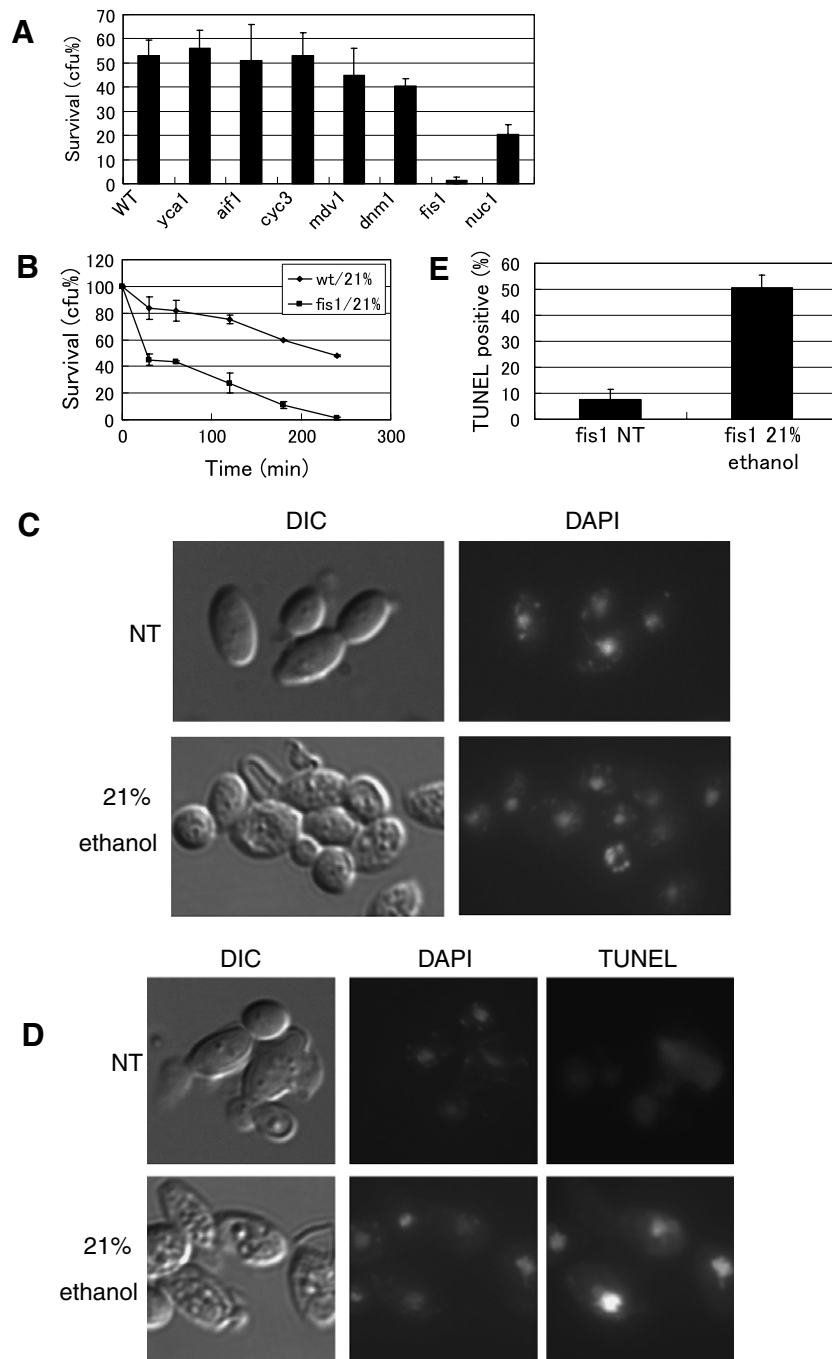 A
Survival (cfu%)
70
60
50
40
30
20
10
0
WT
yca1
aif1
cyc3
mdv1
dnm1
fis1
nuc1
B
Survival (cfu%)
120
100
80
60
40
20
0
wt/21%
fis1/21%
0
100
200
300
Time (min)
E
TUNEL positive (%)
60
50
40
30
20
10
0
fis1 NT
fis1 21%
ethanol
C
DIC
DAPI
NT
21%
ethanol
D
DIC
DAPI
TUNEL
NT
21%
ethanol